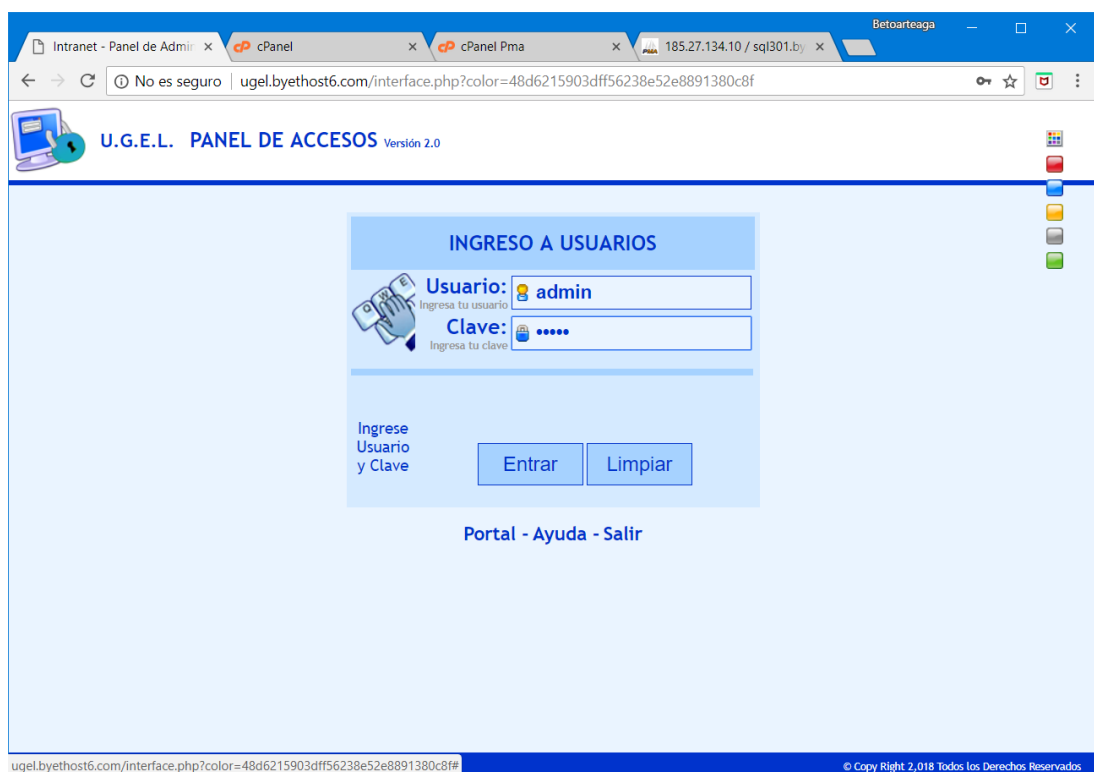 Betoarteaga
Intranet - Panel de Admin
cPanel
cPanel Pma
185.27.134.10 / sql301.by
No es seguro | ugel.byethost6.com/interface.php?color=48d6215903dff56238e52e8891380c8f
U.G.E.L. PANEL DE ACCESOS Versión 2.0
INGRESO A USUARIOS
Usuario: admin
Ingresa tu usuario
Clave: •••••
Ingresa tu clave
Ingrese
Usuario
y Clave
Entrar Limpiar
Portal - Ayuda - Salir
ugel.byethost6.com/interface.php?color=48d6215903dff56238e52e8891380c8f#
© Copy Right 2,018 Todos los Derechos Reservados